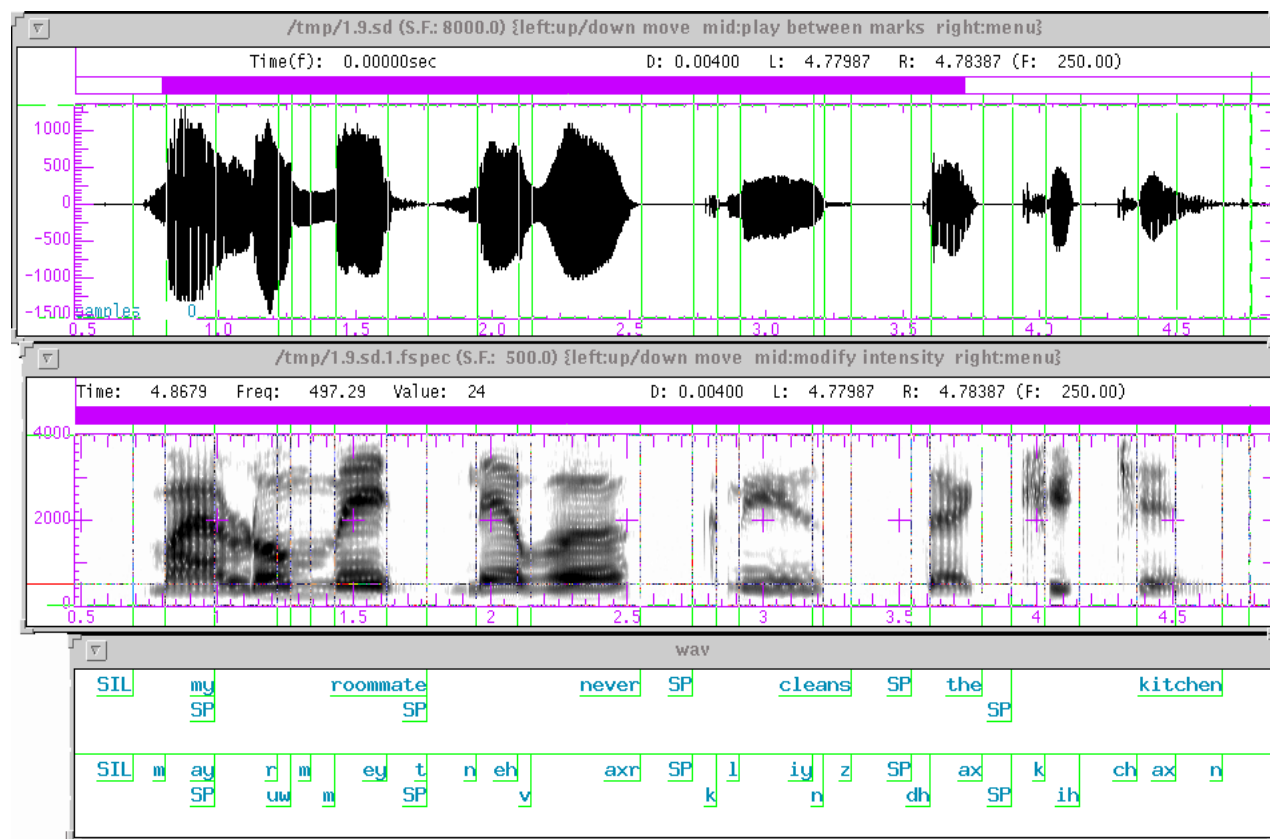 /tmp/1.9.sd (S.F.: 8000.0) {left:up/down move mid:play between marks right:menu}
Time(f): 0.00000sec D: 0.00400 L: 4.77987 R: 4.78387 (F: 250.00)
1000
500
0
-500
-1000
-1500
samples 0
0.5 1.0 1.5 2.0 2.5 3.0 3.5 4.0 4.5
/tmp/1.9.sd.1.fspec (S.F.: 500.0) {left:up/down move mid:modify intensity right:menu}
Time: 4.8679 Freq: 497.29 Value: 24 D: 0.00400 L: 4.77987 R: 4.78387 (F: 250.00)
4000
2000
0
0.5 1 1.5 2 2.5 3 3.5 4 4.5
wav
SIL my roommate never SP cleans SP the kitchen
SP SP SP
SIL m ay r m ey t n eh axr SP l iy z SP ax k ch ax n
SP uw m SP v k n dh SP ih